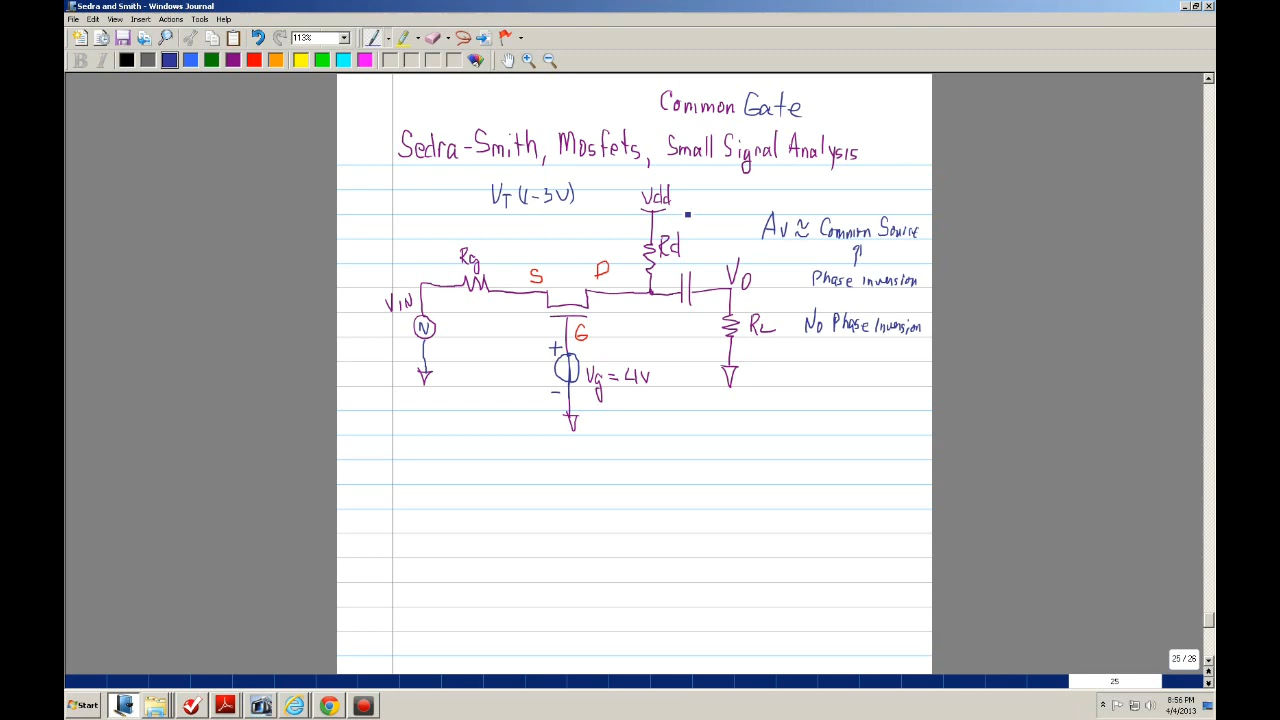 Sedra and Smith - Windows Journal
File Edit View Insert Actions Tools Help
113%
B I
Common Gate
Sedra-Smith, Mosfets, Small Signal Analysis
VT (1-3V)
Vdd
Rd
Av ≈ Common Source
Phase inversion
No Phase Inversion
Rg
S
D
VO
VIN
N
G
RL
+
Vg = 4V
-
25 / 26
25
Start
8:56 PM
4/4/2013